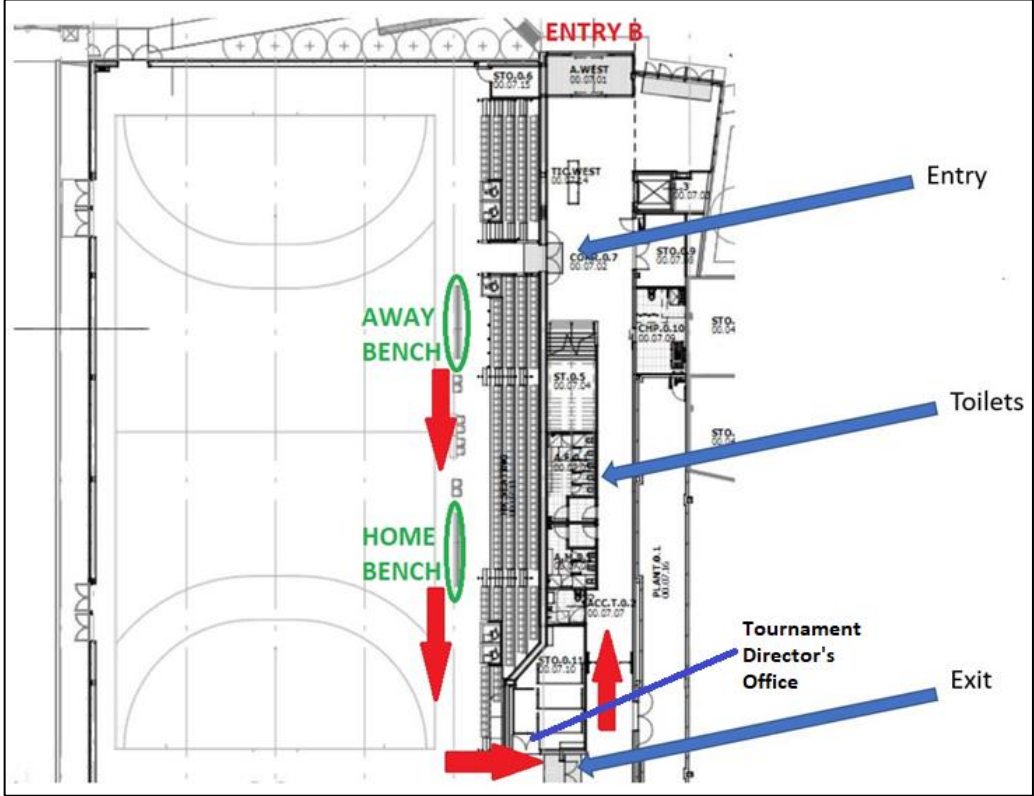 ENTRY B
STO.0.6
00.07.15
A.WEST
00.07.01
TIC.WEST
Entry
STO.0.9
CORR.0.7
00.07.02
AWAY
BENCH
CHP.0.10
00.07.09
STO.
00.04
ST.0.5
00.07.04
Toilets
STO.
HOME
BENCH
PLANT.0.1
00.07.16
ACC.T.0.2
00.07.07
Tournament
Director's
Office
STO.0.11
00.07.10
Exit